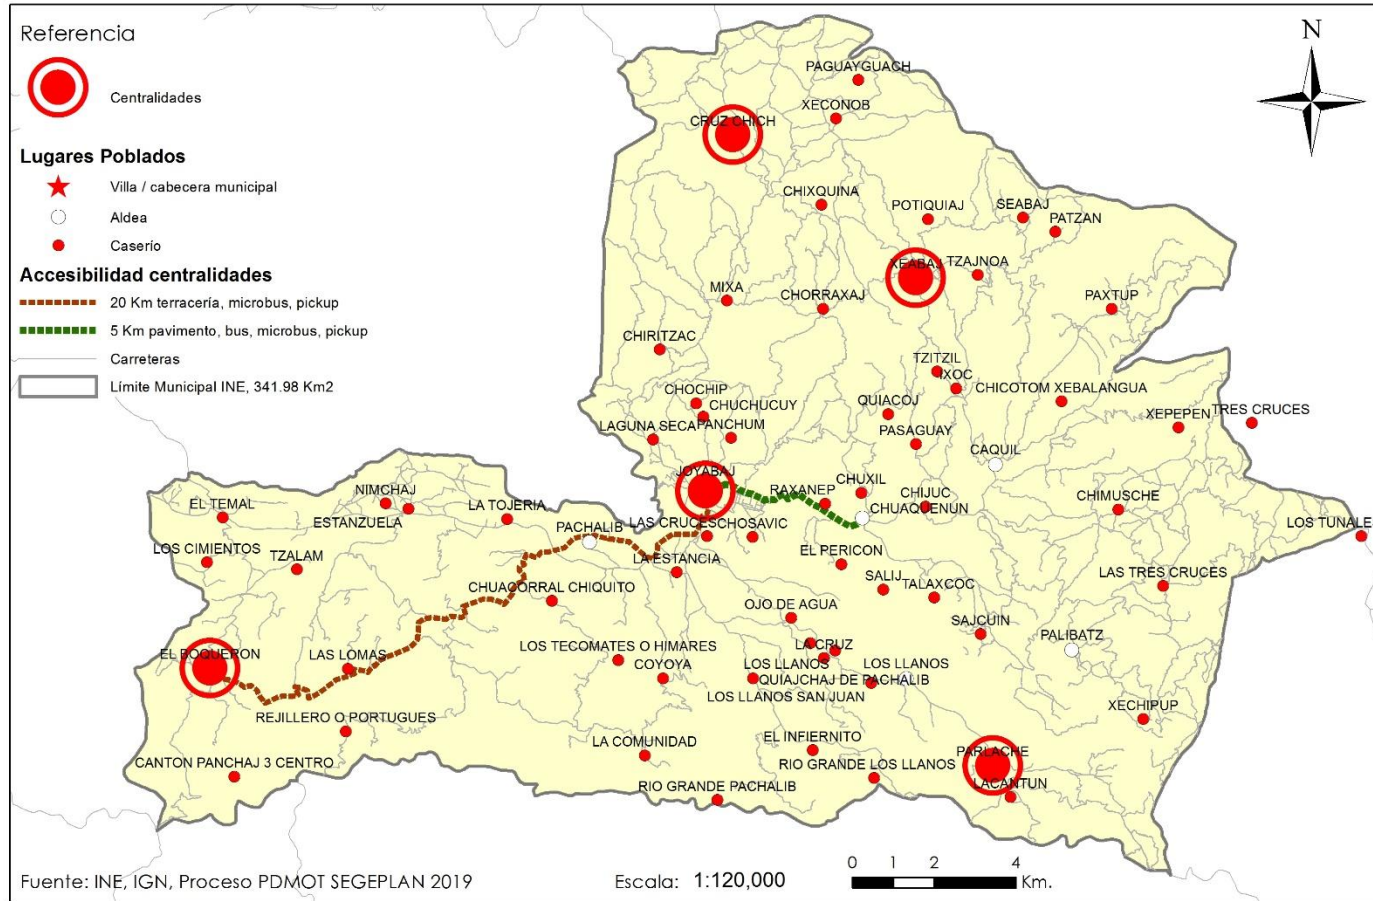 Referencia
Centralidades
Lugares Poblados
Villa / cabecera municipal
Aldea
Caserío
Accesibilidad centralidades
20 Km terracería, microbus, pickup
5 Km pavimento, bus, microbus, pickup
Carreteras
Límite Municipal INE, 341.98 Km2
N
PAGUAYGUACH
XECONOB
CRUZ CHICH
CHIXQUINA
POTIQUIAJ
SEABAJ
PATZAN
XEABAJ
TZAJNOA
MIXA
CHORRAXAJ
PAXTUP
CHIRITZAC
TZITZIL
IXOC
CHICOTOM XEBALANGUA
CHOCHIP
CHUCHUCUY
QUIACOJ
LAGUNA SECA
PANCHUM
PASAGUAY
XEPEPEN
TRES CRUCES
CAQUIL
JOYABAJ
RAXANEP
CHUXIL
CHIJUC
CHUAQUENUN
CHIMUSCHE
NIMCHAJ
EL TEMAL
ESTANZUELA
LA TOJERIA
PACHALIB
LAS CRUCES
CHOSAVIC
LOS TUNALES
LOS CIMIENTOS
TZALAM
LA ESTANCIA
EL PERICON
CHUACORRAL CHIQUITO
SALIJ
TALAXCOC
LAS TRES CRUCES
OJO DE AGUA
SAJCUIN
PALIBATZ
EL BOQUERON
LAS LOMAS
LOS TECOMATES O HIMARES
LA CRUZ
COYOYA
LOS LLANOS
LOS LLANOS
QUIAJCHAJ DE PACHALIB
LOS LLANOS SAN JUAN
XECHIPUP
REJILLERO O PORTUGUES
LA COMUNIDAD
EL INFIERNITO
PARLACHE
CANTON PANCHAJ 3 CENTRO
RIO GRANDE LOS LLANOS
LACANTUN
RIO GRANDE PACHALIB
Fuente: INE, IGN, Proceso PDMOT SEGEPLAN 2019
Escala: 1:120,000
0 1 2 4
Km.